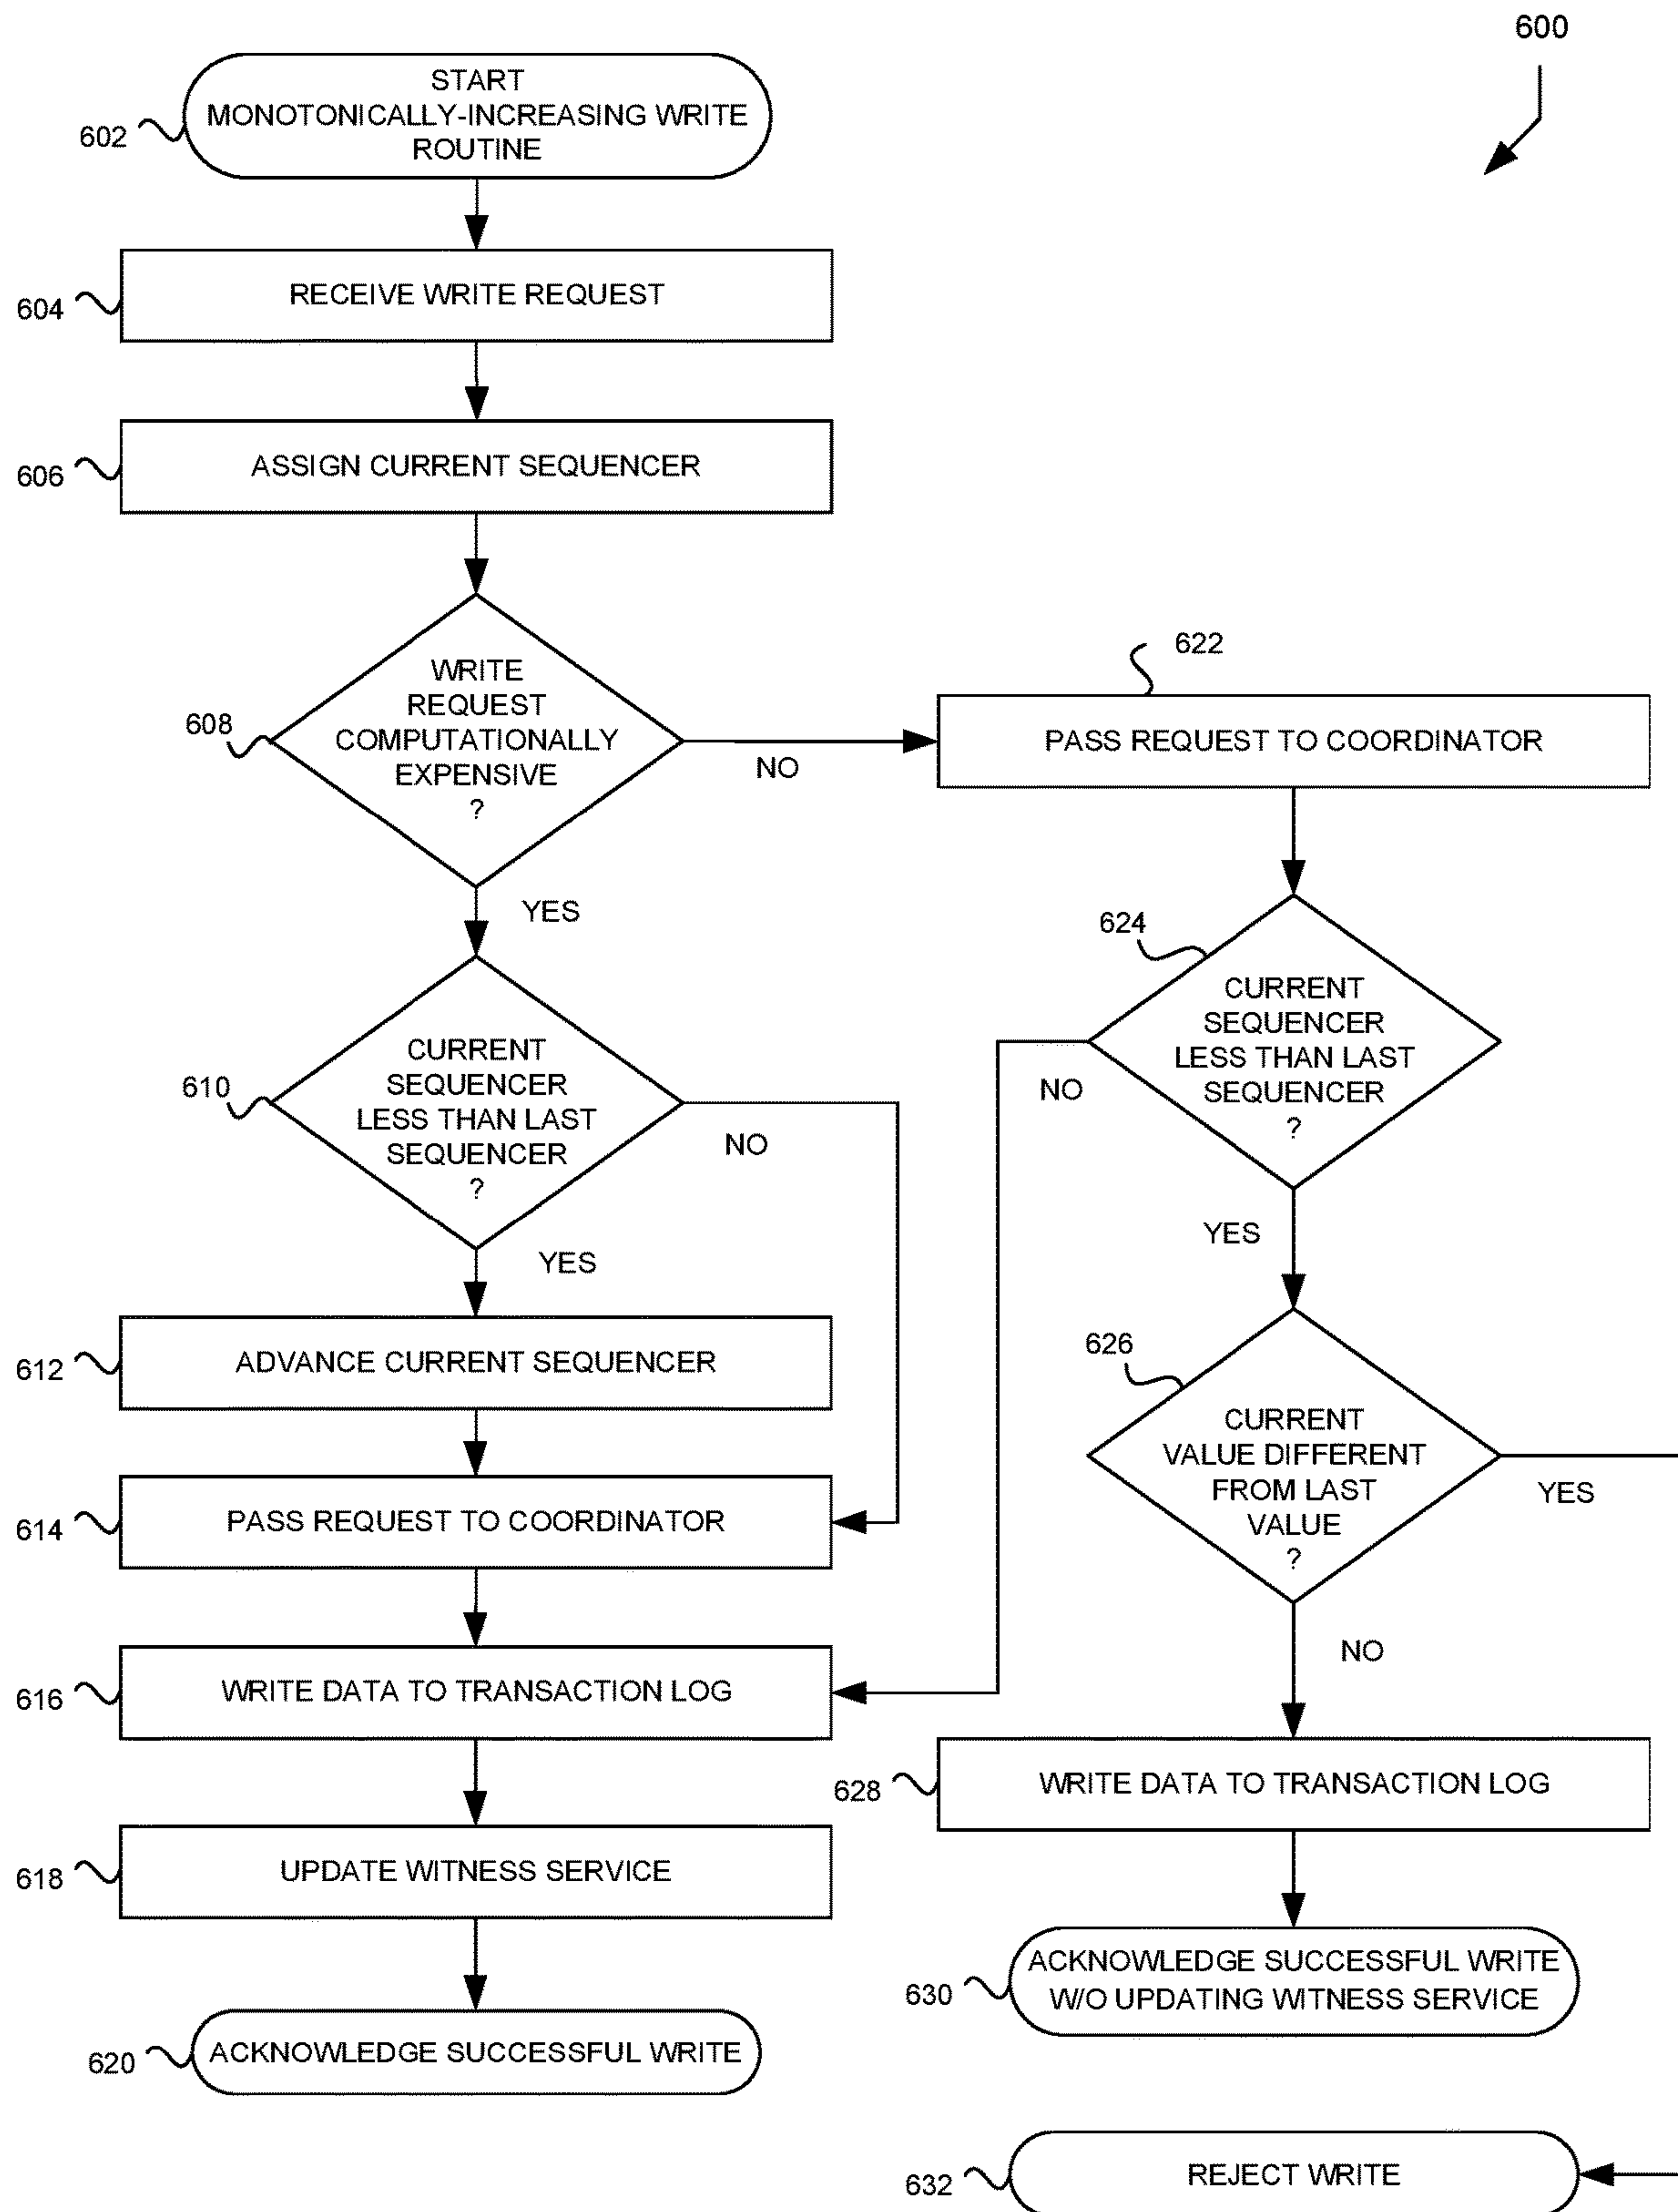 600
START
MONOTONICALLY-INCREASING WRITE
ROUTINE
602
RECEIVE WRITE REQUEST
604
ASSIGN CURRENT SEQUENCER
606
WRITE
REQUEST
COMPUTATIONALLY
EXPENSIVE
?
608
NO
YES
622
PASS REQUEST TO COORDINATOR
624
CURRENT
SEQUENCER
LESS THAN LAST
SEQUENCER
?
NO
YES
610
CURRENT
SEQUENCER
LESS THAN LAST
SEQUENCER
?
NO
YES
612
ADVANCE CURRENT SEQUENCER
614
PASS REQUEST TO COORDINATOR
616
WRITE DATA TO TRANSACTION LOG
618
UPDATE WITNESS SERVICE
620
ACKNOWLEDGE SUCCESSFUL WRITE
626
CURRENT
VALUE DIFFERENT
FROM LAST
VALUE
?
YES
NO
628
WRITE DATA TO TRANSACTION LOG
630
ACKNOWLEDGE SUCCESSFUL WRITE
W/O UPDATING WITNESS SERVICE
632
REJECT WRITE